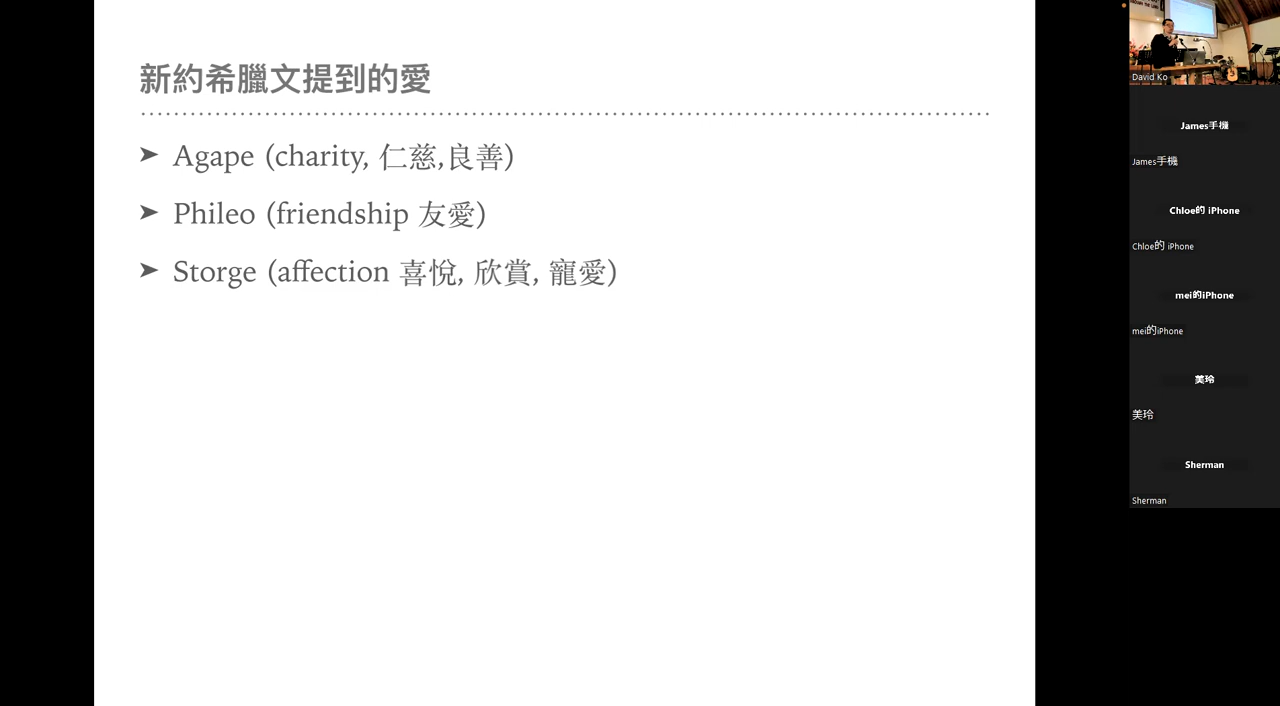 新約希臘文提到的愛
➤ Agape (charity, 仁慈,良善)
➤ Phileo (friendship 友愛)
➤ Storge (affection 喜悅, 欣賞, 寵愛)
David Ko
James手機
James手機
Chloe的 iPhone
Chloe的 iPhone
mei的iPhone
mei的iPhone
美玲
美玲
Sherman
Sherman